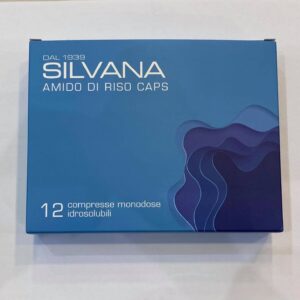 DAL 1939
SILVANA
AMIDO DI RISO CAPS
12 compresse monodose
idrosolubili